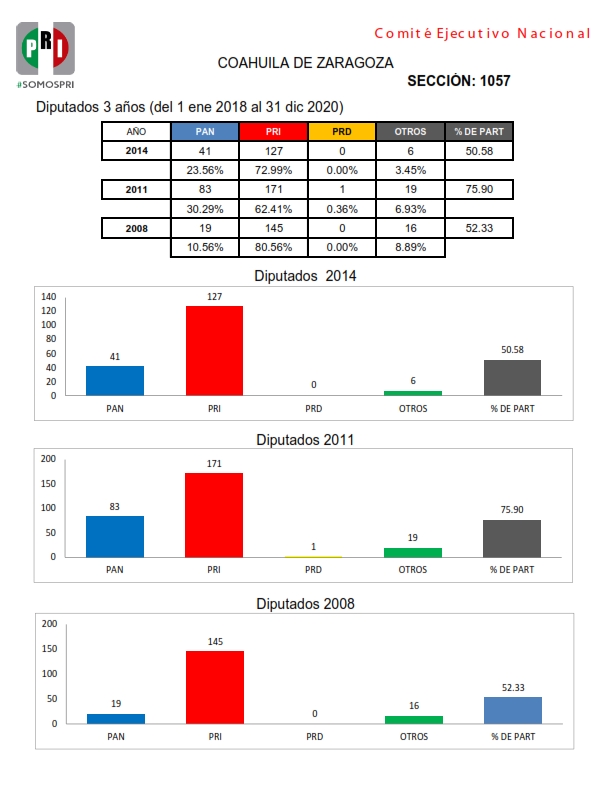 Comité Ejecutivo Nacional
PRI
#SOMOSPRI
COAHUILA DE ZARAGOZA
SECCIÓN: 1057
Diputados 3 años (del 1 ene 2018 al 31 dic 2020)
AÑO PAN PRI PRD OTROS % DE PART
2014 41 127 0 6 50.58
23.56% 72.99% 0.00% 3.45%
2011 83 171 1 19 75.90
30.29% 62.41% 0.36% 6.93%
2008 19 145 0 16 52.33
10.56% 80.56% 0.00% 8.89%
Diputados 2014
140
120
100
80
60
40
20
0
41 127 0 6 50.58
PAN PRI PRD OTROS % DE PART
Diputados 2011
200
150
100
50
0
83 171 1 19 75.90
PAN PRI PRD OTROS % DE PART
Diputados 2008
200
150
100
50
0
19 145 0 16 52.33
PAN PRI PRD OTROS % DE PART